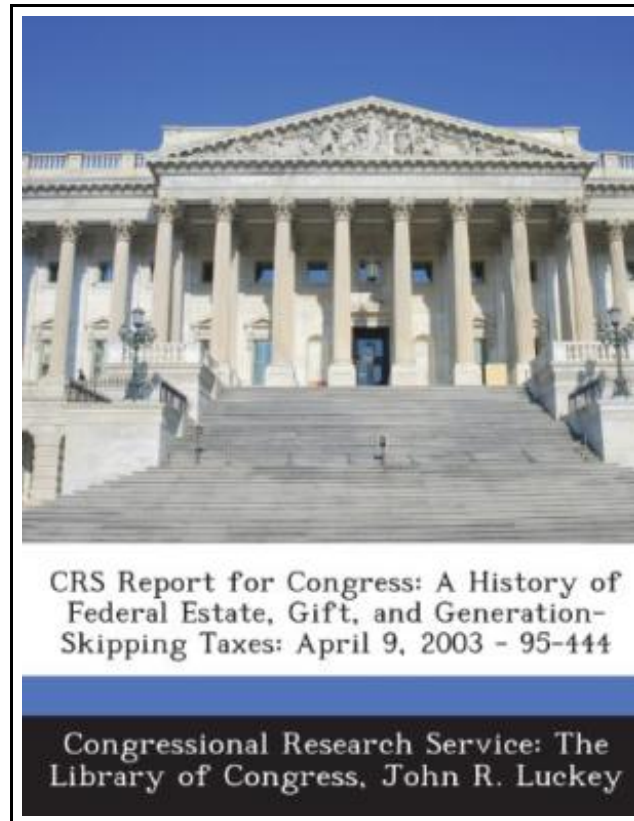 CRS Report for Congress: A History of
Federal Estate, Gift, and Generation-
Skipping Taxes: April 9, 2003 - 95-444
Congressional Research Service: The
Library of Congress, John R. Luckey